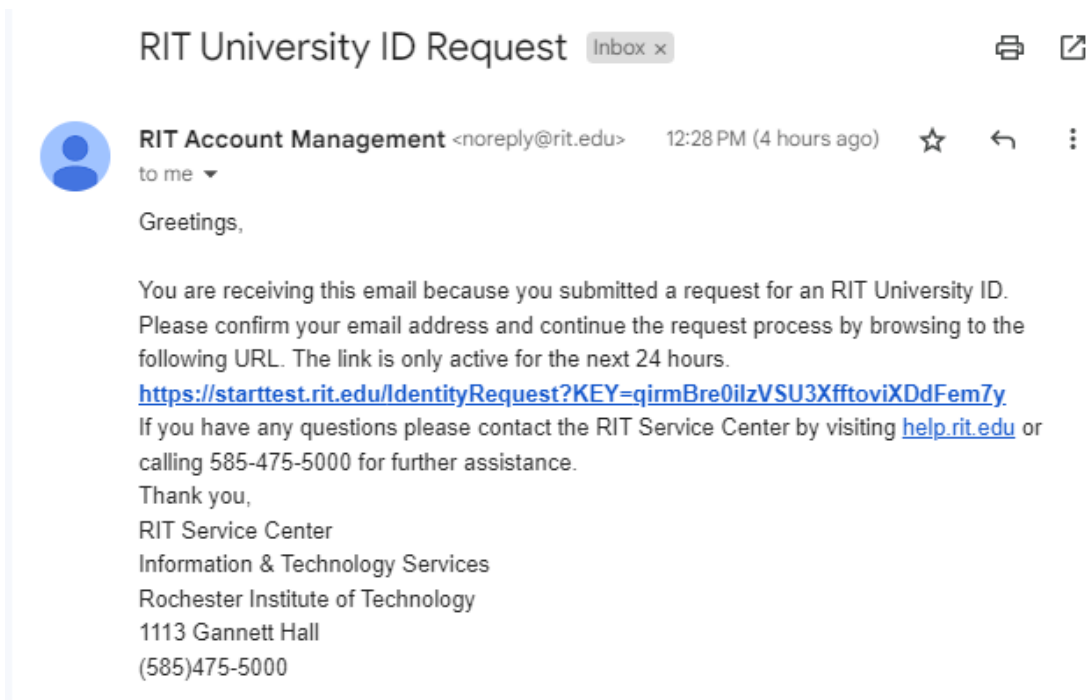 RIT University ID Request Inbox ×
RIT Account Management <noreply@rit.edu> 12:28 PM (4 hours ago)
to me
Greetings,
You are receiving this email because you submitted a request for an RIT University ID.
Please confirm your email address and continue the request process by browsing to the
following URL. The link is only active for the next 24 hours.
https://starttest.rit.edu/IdentityRequest?KEY=qirmBre0iIzVSU3XfftoviXDdFem7y
If you have any questions please contact the RIT Service Center by visiting help.rit.edu or
calling 585-475-5000 for further assistance.
Thank you,
RIT Service Center
Information & Technology Services
Rochester Institute of Technology
1113 Gannett Hall
(585)475-5000